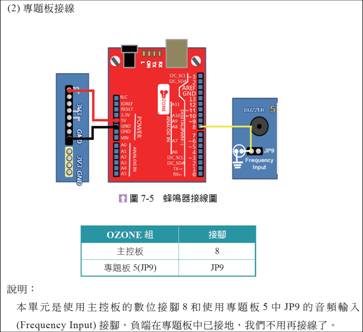 (2) 專題板接線
圖 7-5 蜂鳴器接線圖
OZONE 組 接腳
主控板 8
專題板 5(JP9) JP9
說明：
本單元是使用主控板的數位接腳 8 和使用專題板 5 中 JP9 的音頻輸入
(Frequency Input) 接腳，負端在專題板中已接地，我們不用再接線了。
POWER
AREF
GND
BUZZER
JP9
Frequency
Input